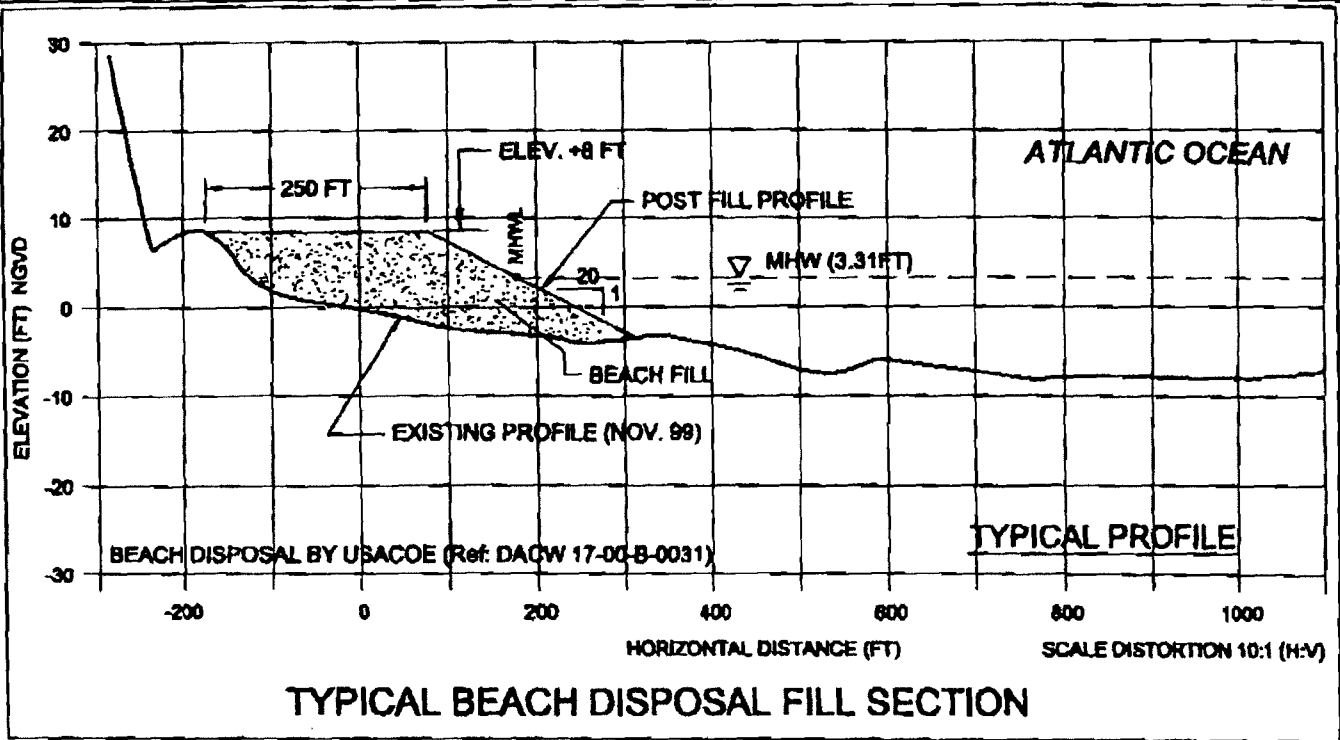 30
20
10
0
-10
-20
-30
ELEVATION (FT) NGVD
ELEV. +8 FT
ATLANTIC OCEAN
250 FT
POST FILL PROFILE
MHWL
MHW (3.31FT)
20
1
BEACH FILL
EXISTING PROFILE (NOV. 99)
TYPICAL PROFILE
BEACH DISPOSAL BY USACOE (Ref: DACW 17-00-B-0031)
-200
0
200
400
600
800
1000
HORIZONTAL DISTANCE (FT)
SCALE DISTORTION 10:1 (H:V)
TYPICAL BEACH DISPOSAL FILL SECTION